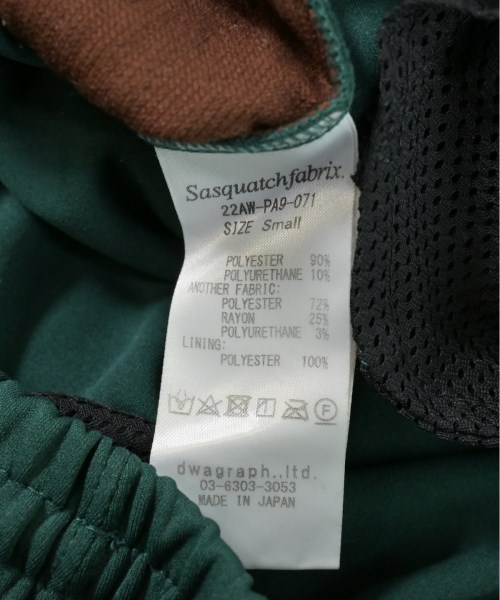 Sasquatchfabrix.
22AW-PA9-071
SIZE Small
POLYESTER 90%
POLYURETHANE 10%
ANOTHER FABRIC:
POLYESTER 72%
RAYON 25%
POLYURETHANE 3%
LINING:
POLYESTER 100%
F
dwagraph.,ltd.
03-6303-3053
MADE IN JAPAN